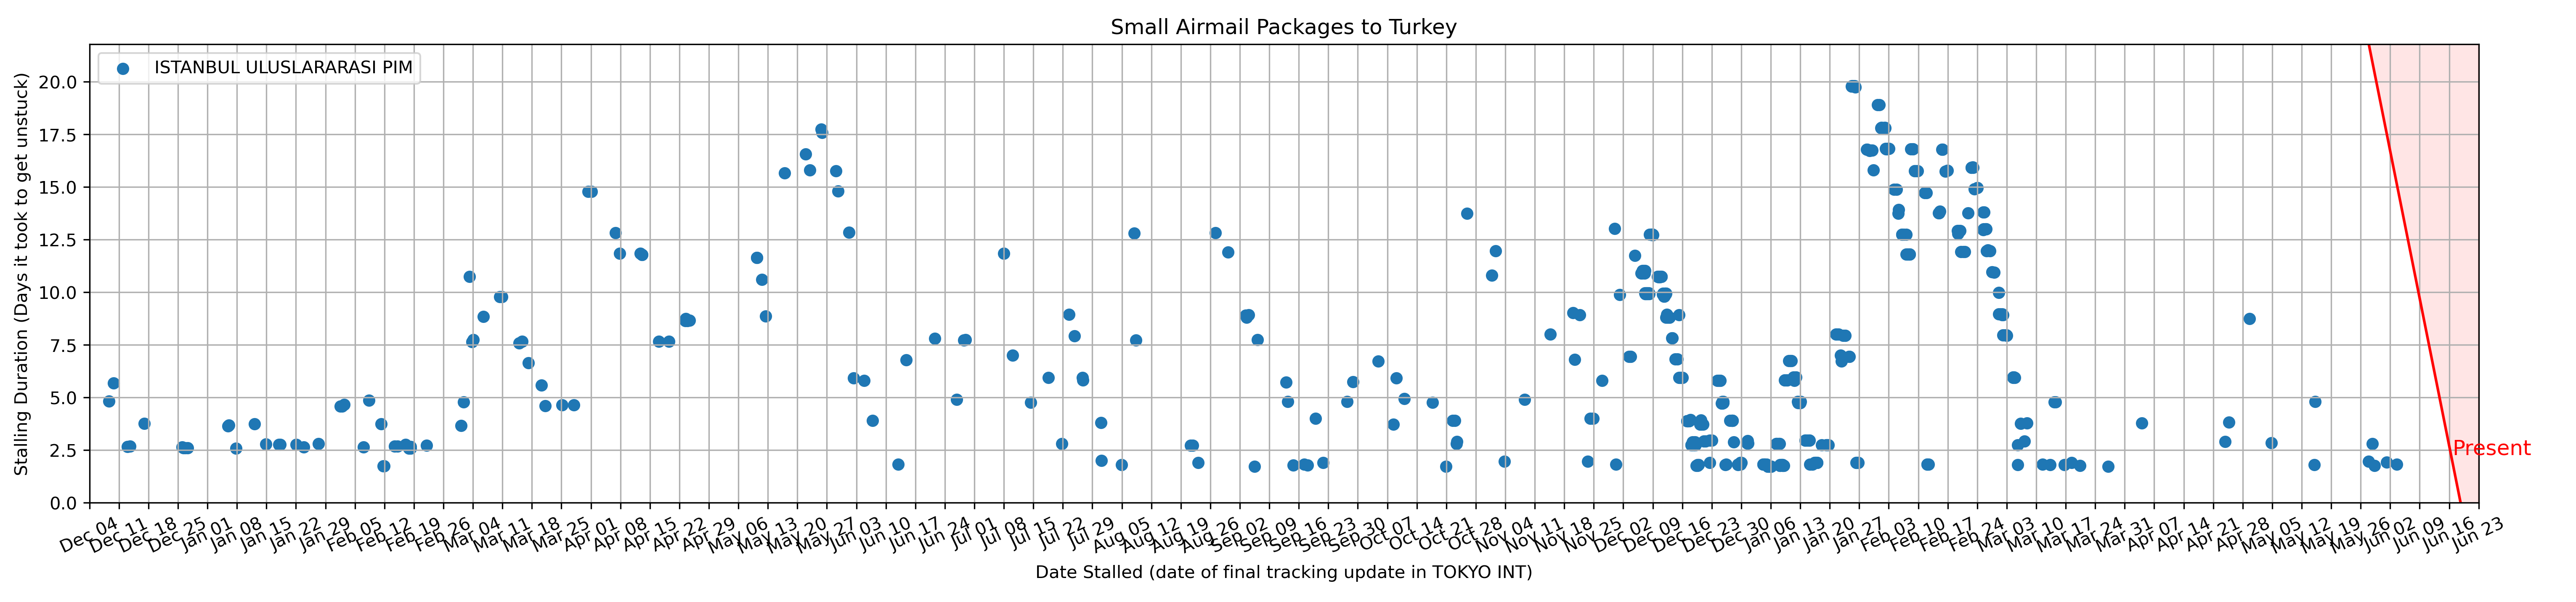 Small Airmail Packages to Turkey
ISTANBUL ULUSLARARASI PIM
Stalling Duration (Days it took to get unstuck)
20.0
17.5
15.0
12.5
10.0
7.5
5.0
2.5
0.0
Present
Dec 04 Dec 11 Dec 18 Dec 25 Jan 01 Jan 08 Jan 15 Jan 22 Jan 29 Feb 05 Feb 12 Feb 19 Feb 26 Mar 04 Mar 11 Mar 18 Mar 25 Apr 01 Apr 08 Apr 15 Apr 22 Apr 29 May 06 May 13 May 20 May 27 Jun 03 Jun 10 Jun 17 Jun 24 Jul 01 Jul 08 Jul 15 Jul 22 Jul 29 Aug 05 Aug 12 Aug 19 Aug 26 Sep 02 Sep 09 Sep 16 Sep 23 Sep 30 Oct 07 Oct 14 Oct 21 Oct 28 Nov 04 Nov 11 Nov 18 Nov 25 Dec 02 Dec 09 Dec 16 Dec 23 Dec 30 Jan 06 Jan 13 Jan 20 Jan 27 Feb 03 Feb 10 Feb 17 Feb 24 Mar 03 Mar 10 Mar 17 Mar 24 Mar 31 Apr 07 Apr 14 Apr 21 Apr 28 May 05 May 12 May 19 May 26 Jun 02 Jun 09 Jun 16 Jun 23
Date Stalled (date of final tracking update in TOKYO INT)